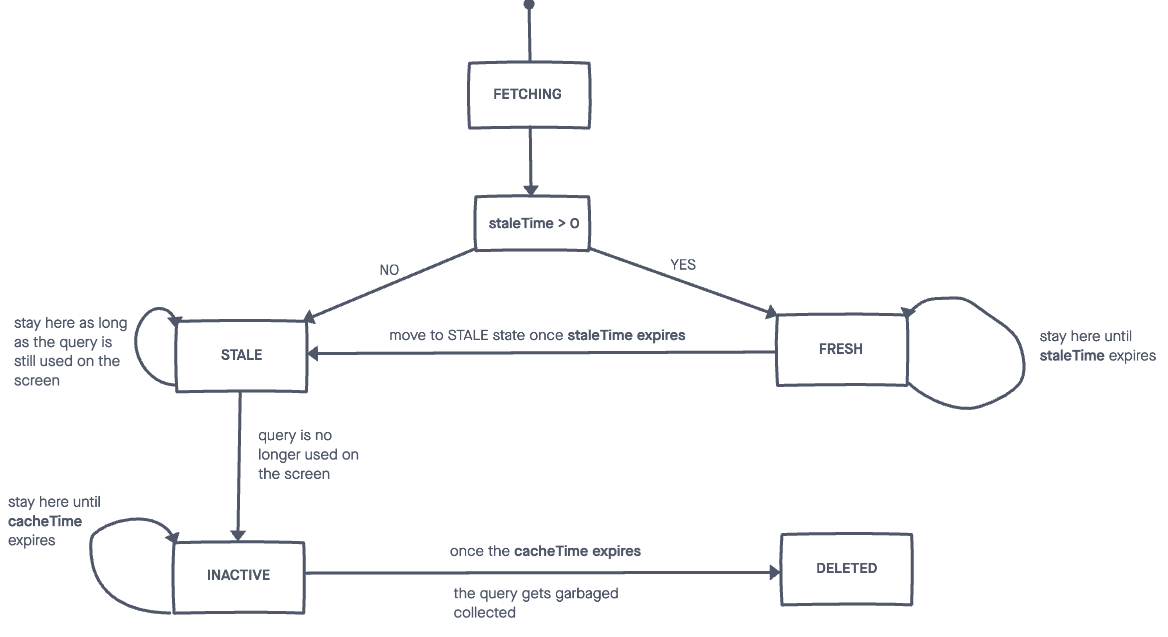 FETCHING
staleTime > 0
NO
YES
stay here as long
as the query is
still used on the
screen
STALE
move to STALE state once staleTime expires
FRESH
stay here until
staleTime expires
query is no
longer used on
the screen
stay here until
cacheTime
expires
INACTIVE
once the cacheTime expires
the query gets garbaged
collected
DELETED